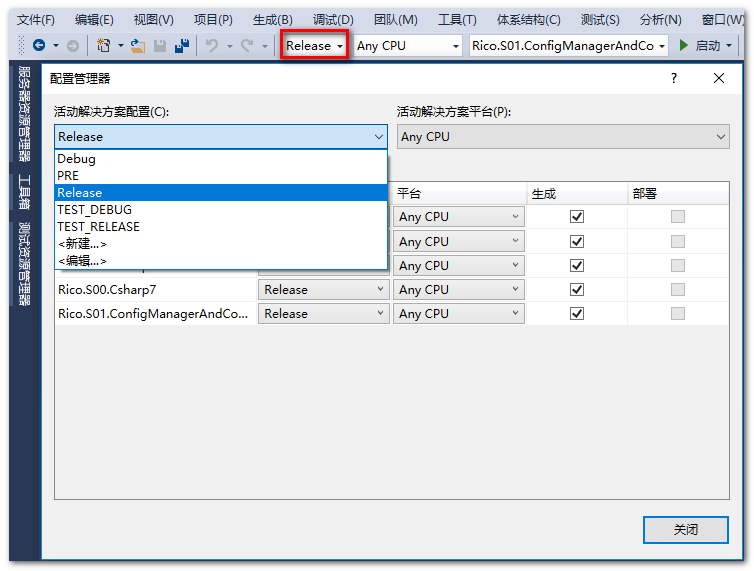 文件(F) 编辑(E) 视图(V) 项目(P) 生成(B) 调试(D) 团队(M) 工具(T) 体系结构(C) 测试(S) 分析(N) 窗口(W)
Release Any CPU Rico.S01.ConfigManagerAndCo 启动
服务器资源管理器
工具箱
测试资源管理器
配置管理器
活动解决方案配置(C): 活动解决方案平台(P):
Release Any CPU
Debug
PRE
Release
TEST_DEBUG
TEST_RELEASE
<新建...>
<编辑...>
平台 生成 部署
Any CPU
Any CPU
Any CPU
Rico.S00.Csharp7 Release Any CPU
Rico.S01.ConfigManagerAndCo... Release Any CPU
关闭